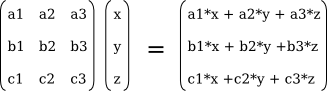 a1 a2 a3 x a1*x + a2*y + a3*z
b1 b2 b3 y = b1*x + b2*y +b3*z
c1 c2 c3 z c1*x +c2*y + c3*z